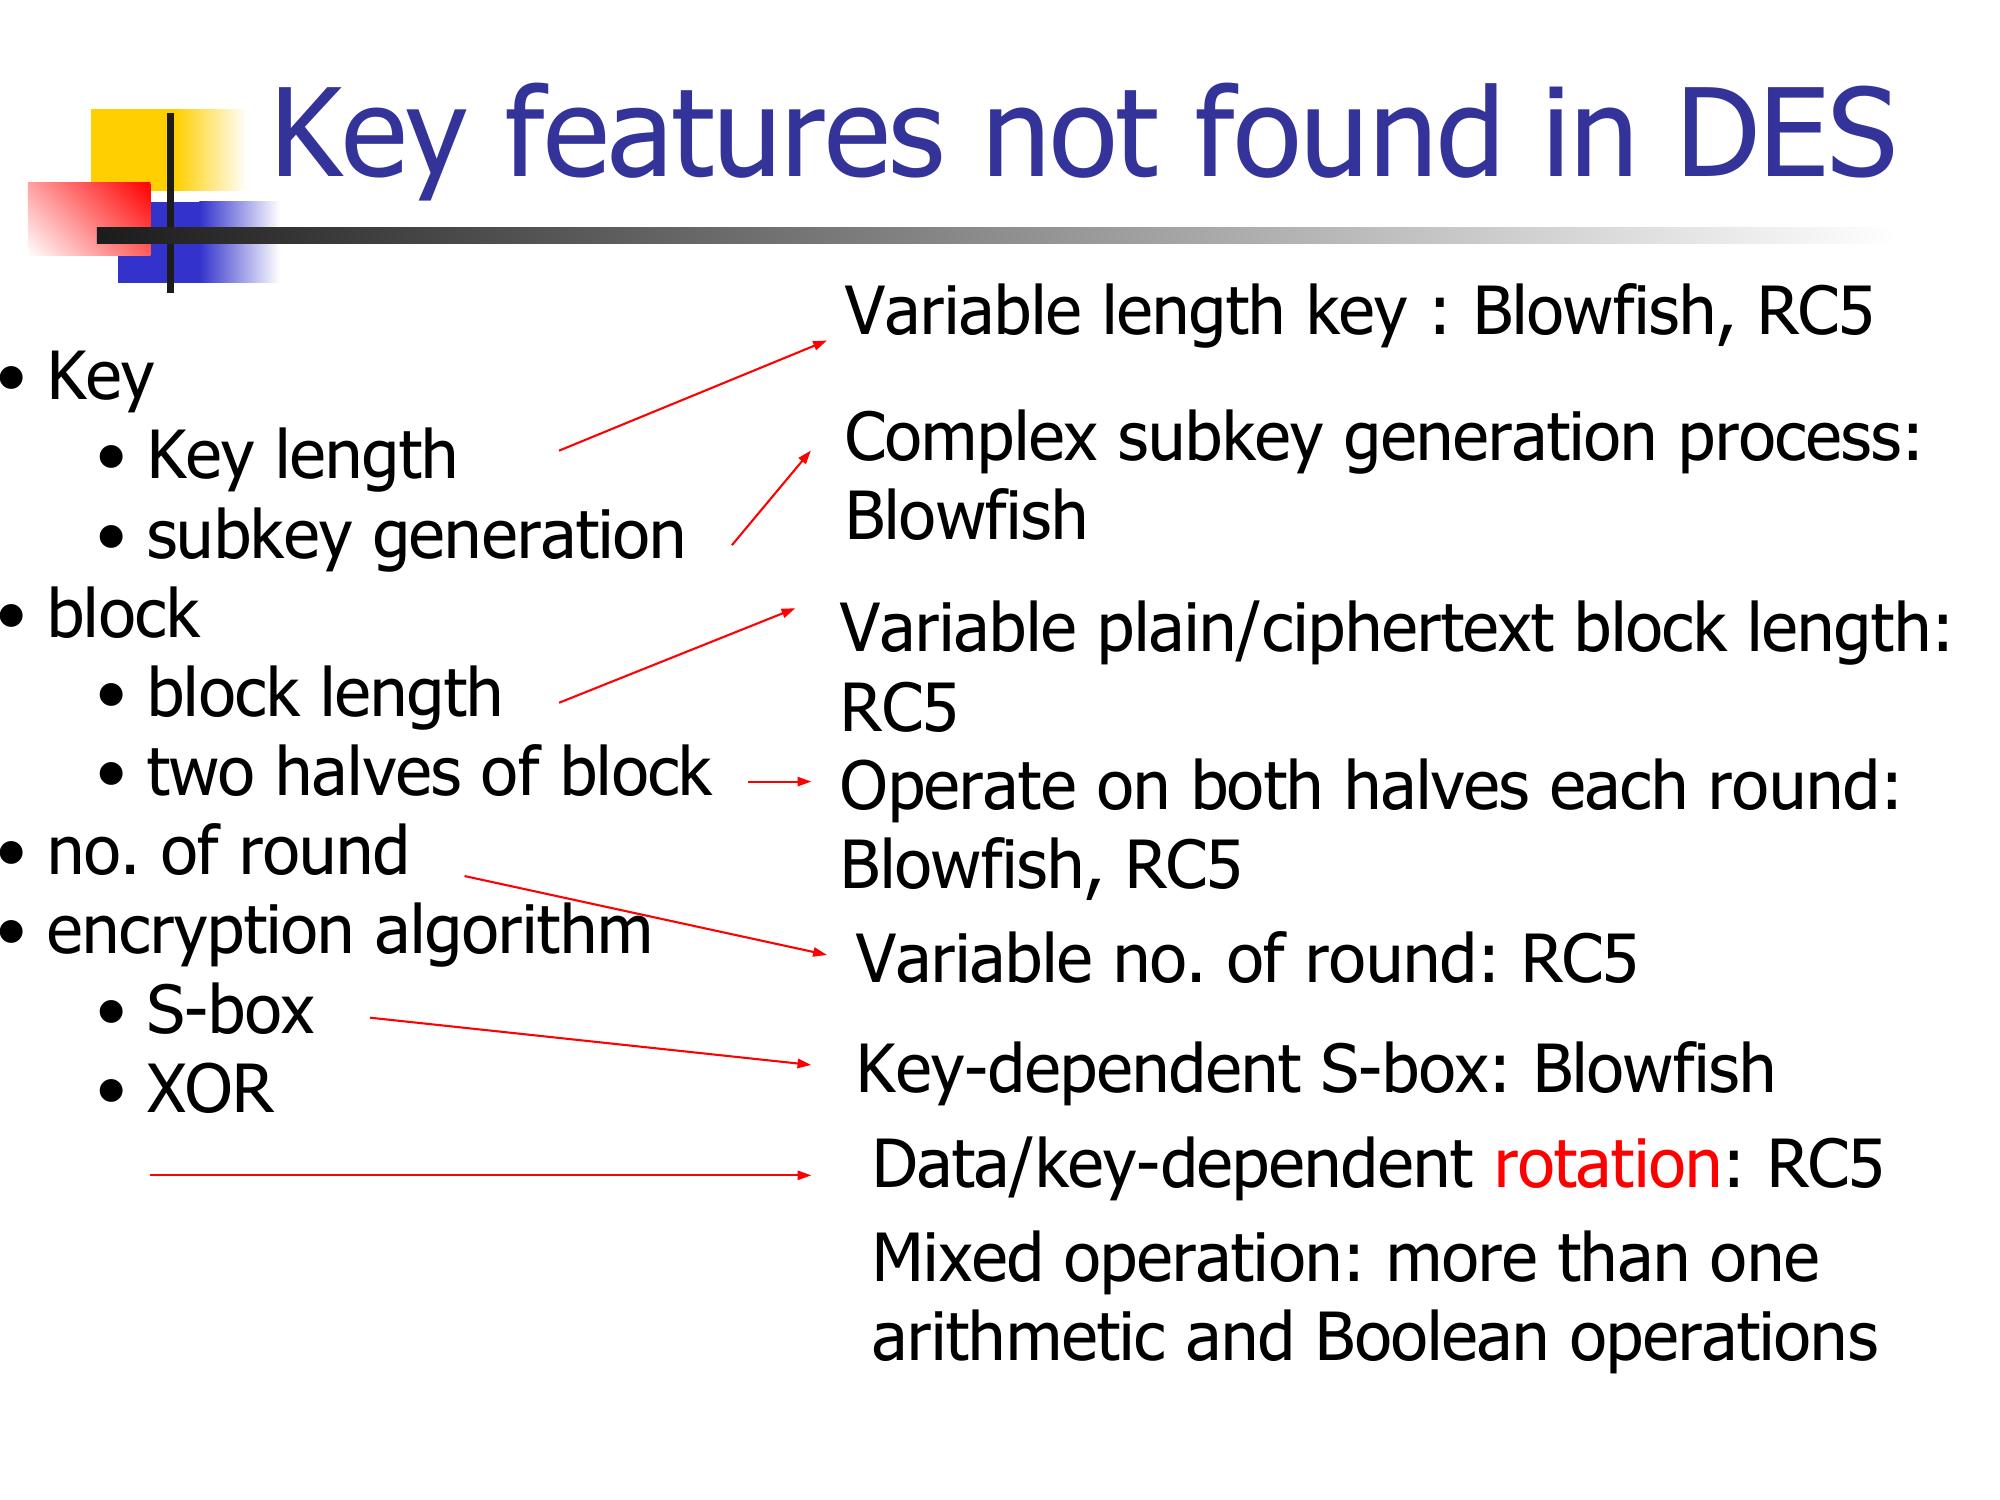 Key features not found in DES
• Key
• Key length
• subkey generation
• block
• block length
• two halves of block
• no. of round
• encryption algorithm
• S-box
• XOR
Variable length key : Blowfish, RC5
Complex subkey generation process:
Blowfish
Variable plain/ciphertext block length:
RC5
Operate on both halves each round:
Blowfish, RC5
Variable no. of round: RC5
Key-dependent S-box: Blowfish
Data/key-dependent rotation: RC5
Mixed operation: more than one
arithmetic and Boolean operations